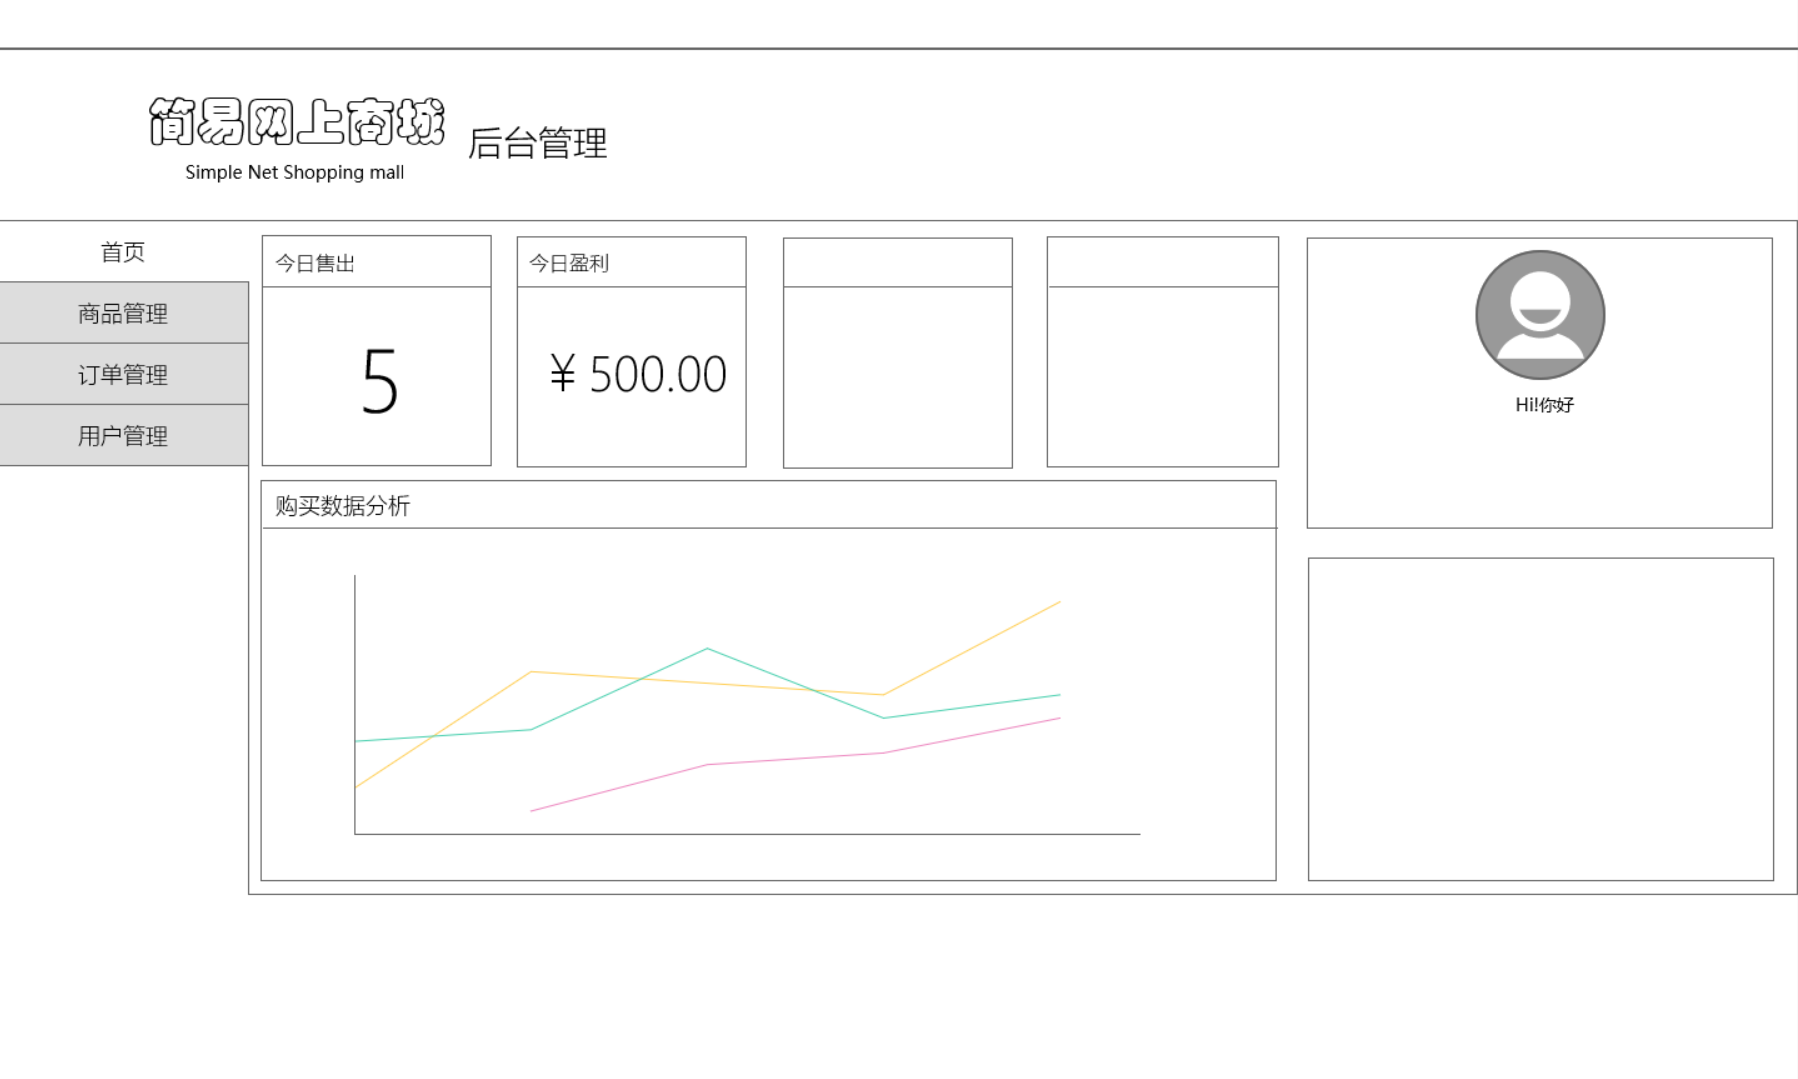 简易网上商城
Simple Net Shopping mall
后台管理
首页
商品管理
订单管理
用户管理
今日售出
5
今日盈利
¥ 500.00
Hi!你好
购买数据分析